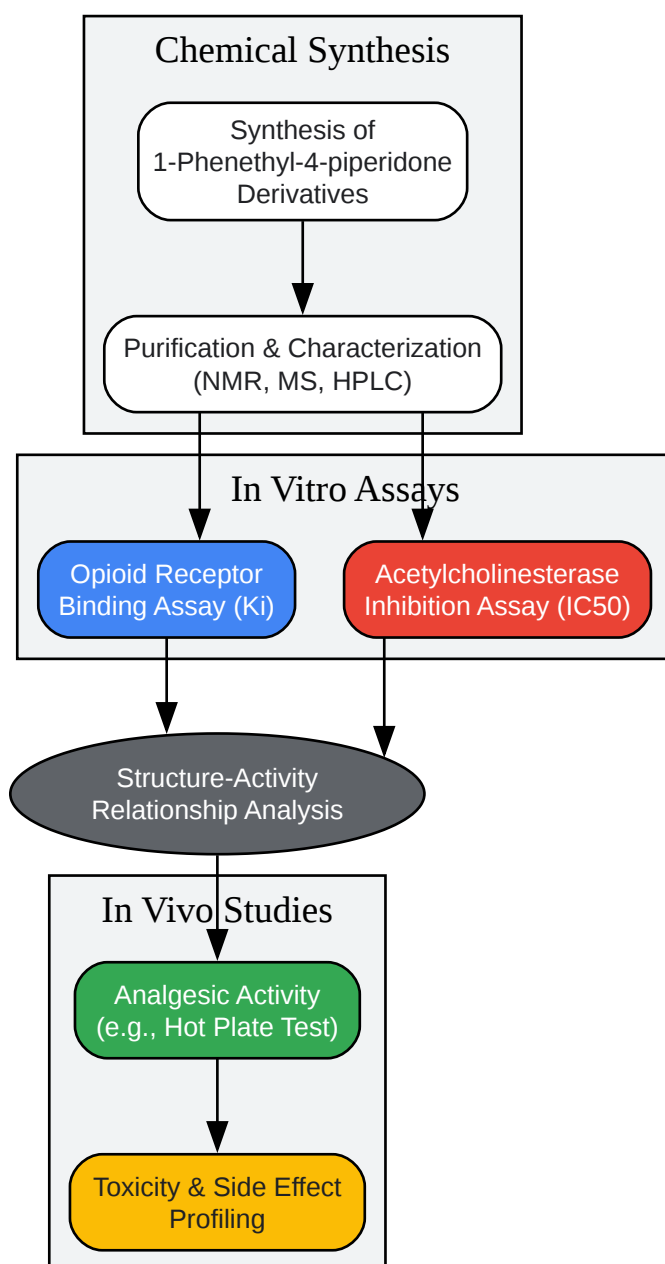 Chemical Synthesis
Synthesis of
1-Phenethyl-4-piperidone
Derivatives
Purification & Characterization
(NMR, MS, HPLC)
In Vitro Assays
Opioid Receptor
Binding Assay (Ki)
Acetylcholinesterase
Inhibition Assay (IC50)
Structure-Activity
Relationship Analysis
In Vivo Studies
Analgesic Activity
(e.g., Hot Plate Test)
Toxicity & Side Effect
Profiling